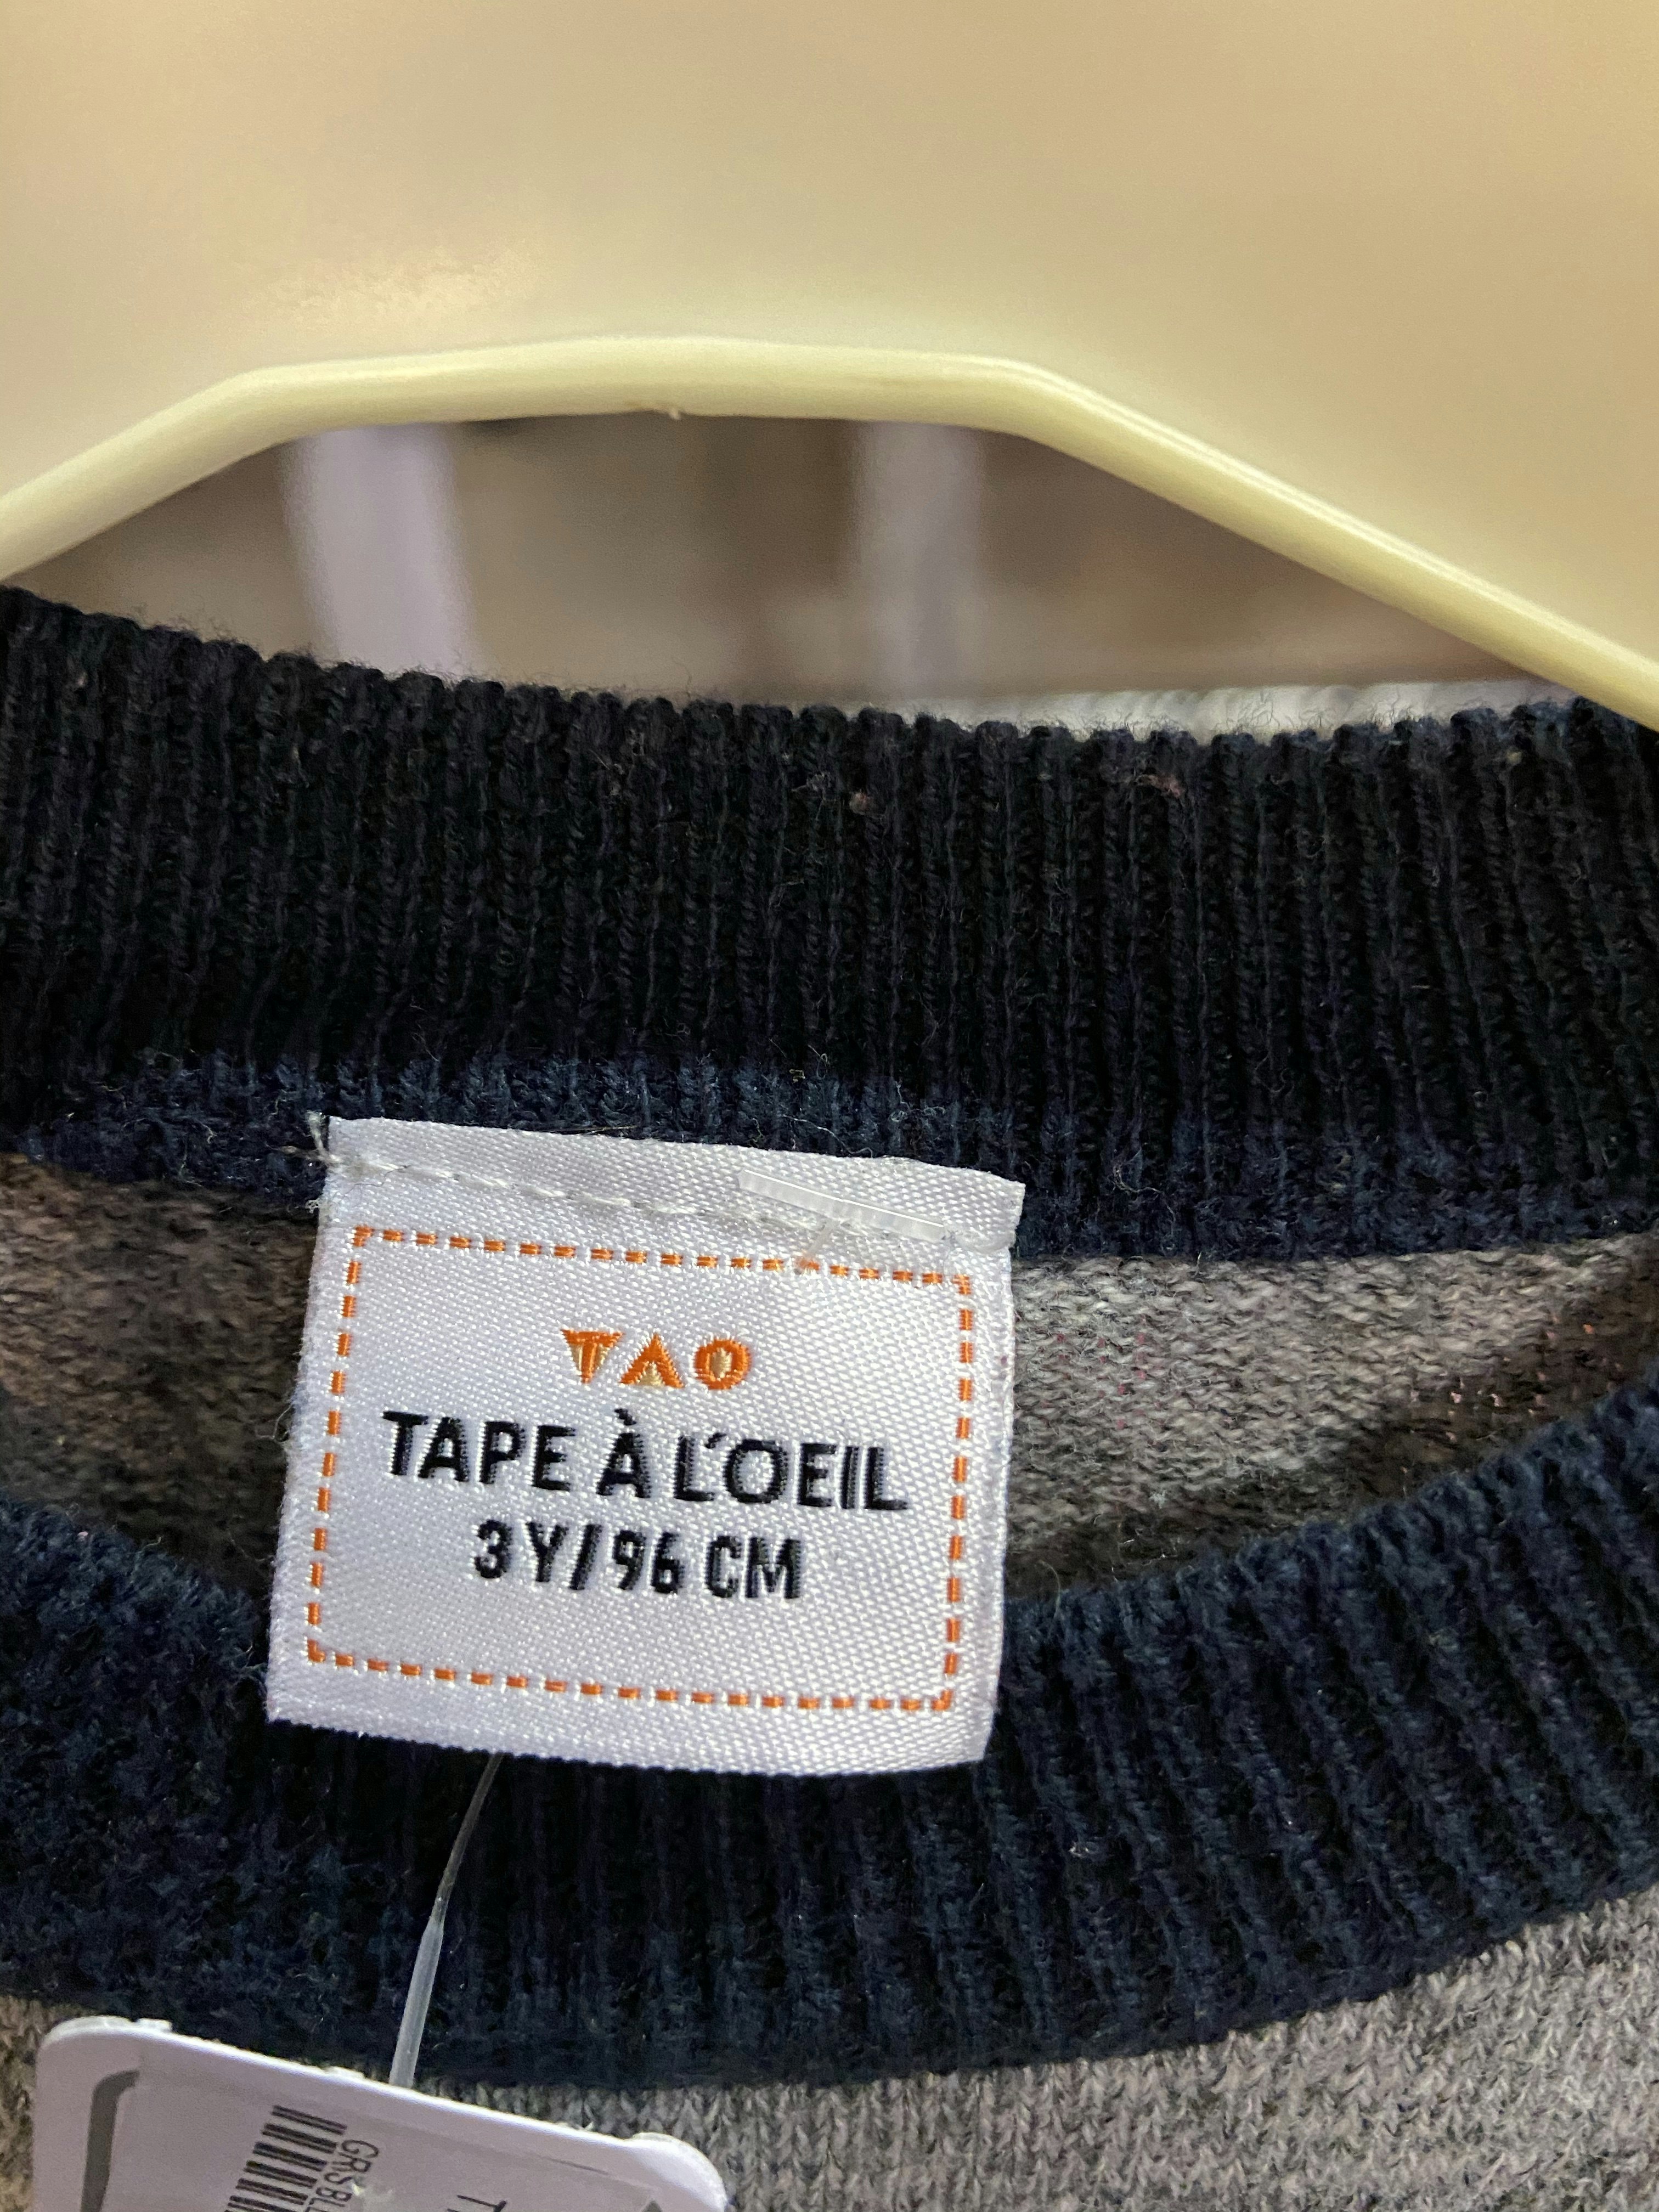 TAO
TAPE À L'OEIL
3 Y/96 CM